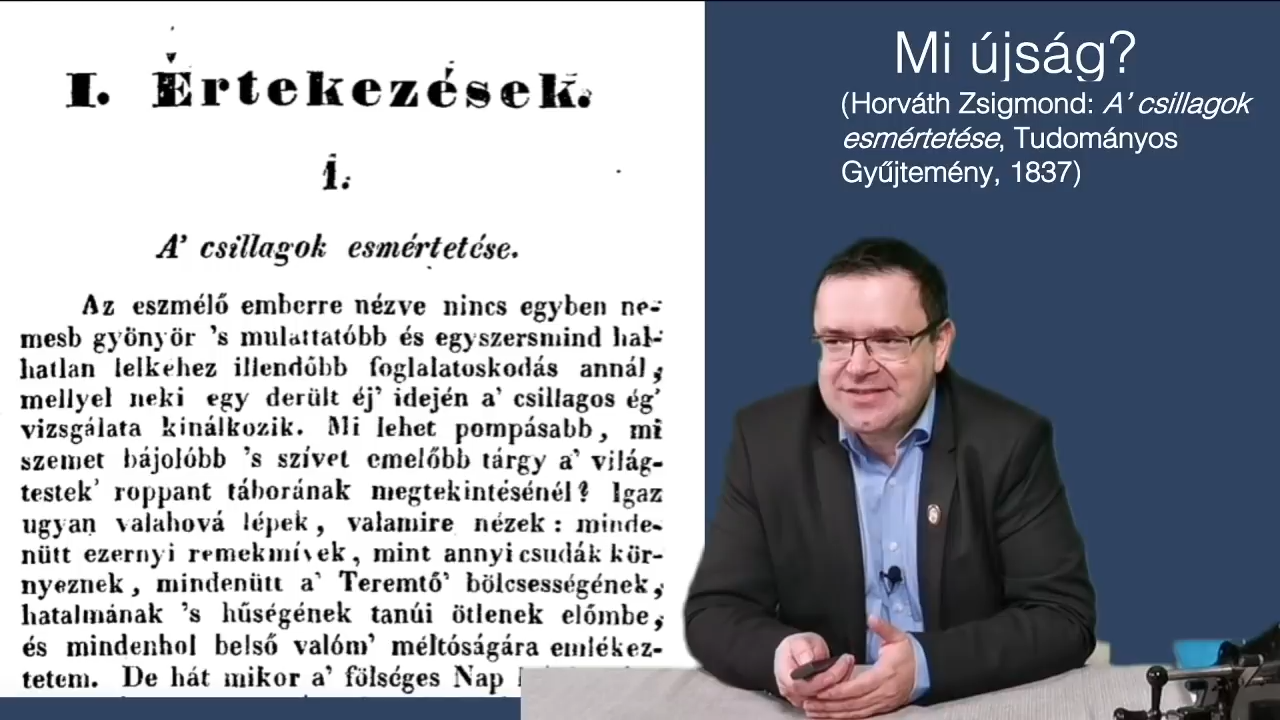 I. Értekezések.
1.
A’ csillagok esmértetése.
Az eszmélő emberre nézve nincs egyben ne-
mesb gyönyör ’s mulattatóbb és egyszersmind hal-
hatlan lelkéhez illendőbb foglalatoskodás annál,
mellyel neki egy derült éj’ idején a’ csillagos ég’
vizsgálata kinálkozik. Mi lehet pompásabb, mi
szemet bájolóbb ’s szívet emelőbb tárgy a’ világ-
testek’ roppant táborának megtekintésénél? Igaz
ugyan valahová lépek, valamire nézek: minde-
nütt ezernyi remekmívek, mint annyi csudák kör-
nyeznek, mindenütt a’ Teremtő’ bölcsességének,
hatalmának ’s hűségének tanúi ötlenek előmbe,
és mindenhol belső valóm’ méltóságára emlékez-
tetem. De hát mikor a’ fölséges Nap
Mi újság?
(Horváth Zsigmond: A’ csillagok
esmértetése, Tudományos
Gyűjtemény, 1837)